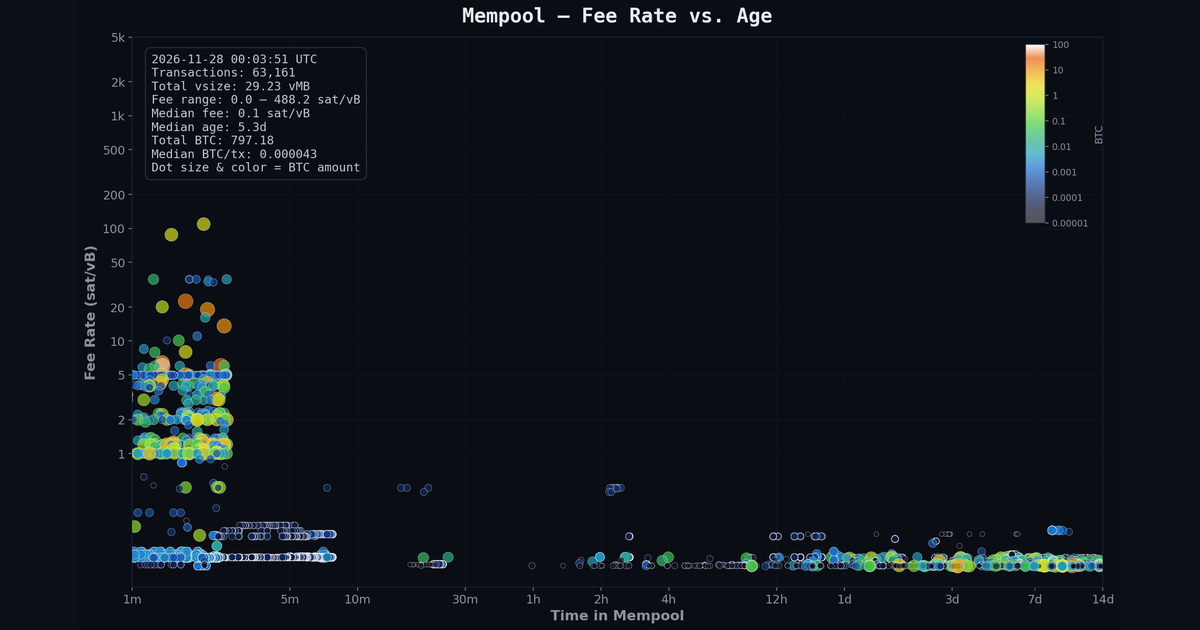 Mempool — Fee Rate vs. Age
2026-11-28 00:03:51 UTC
Transactions: 63,161
Total vsize: 29.23 vMB
Fee range: 0.0 — 488.2 sat/vB
Median fee: 0.1 sat/vB
Median age: 5.3d
Total BTC: 797.18
Median BTC/tx: 0.000043
Dot size & color = BTC amount
100
10
1
0.1
0.01
0.001
0.0001
0.00001
BTC
Fee Rate (sat/vB)
5k
2k
1k
500
200
100
50
20
10
5
2
1
1m
5m
10m
30m
1h
2h
4h
12h
1d
3d
7d
14d
Time in Mempool